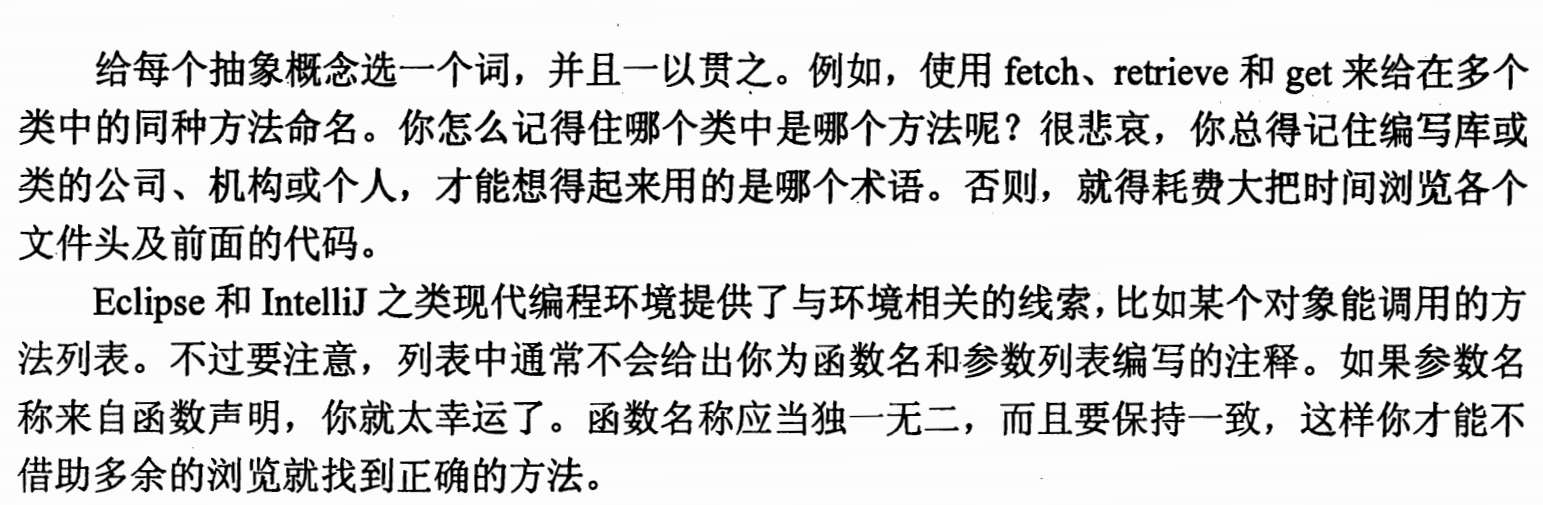 给每个抽象概念选一个词，并且一以贯之。例如，使用 fetch、retrieve 和 get 来给在多个
类中的同种方法命名。你怎么记得住哪个类中是哪个方法呢？很悲哀，你总得记住编写库或
类的公司、机构或个人，才能想得起来用的是哪个术语。否则，就得耗费大把时间浏览各个
文件头及前面的代码。
Eclipse 和 IntelliJ 之类现代编程环境提供了与环境相关的线索，比如某个对象能调用的方
法列表。不过要注意，列表中通常不会给出你为函数名和参数列表编写的注释。如果参数名
称来自函数声明，你就太幸运了。函数名称应当独一无二，而且要保持一致，这样你才能不
借助多余的浏览就找到正确的方法。